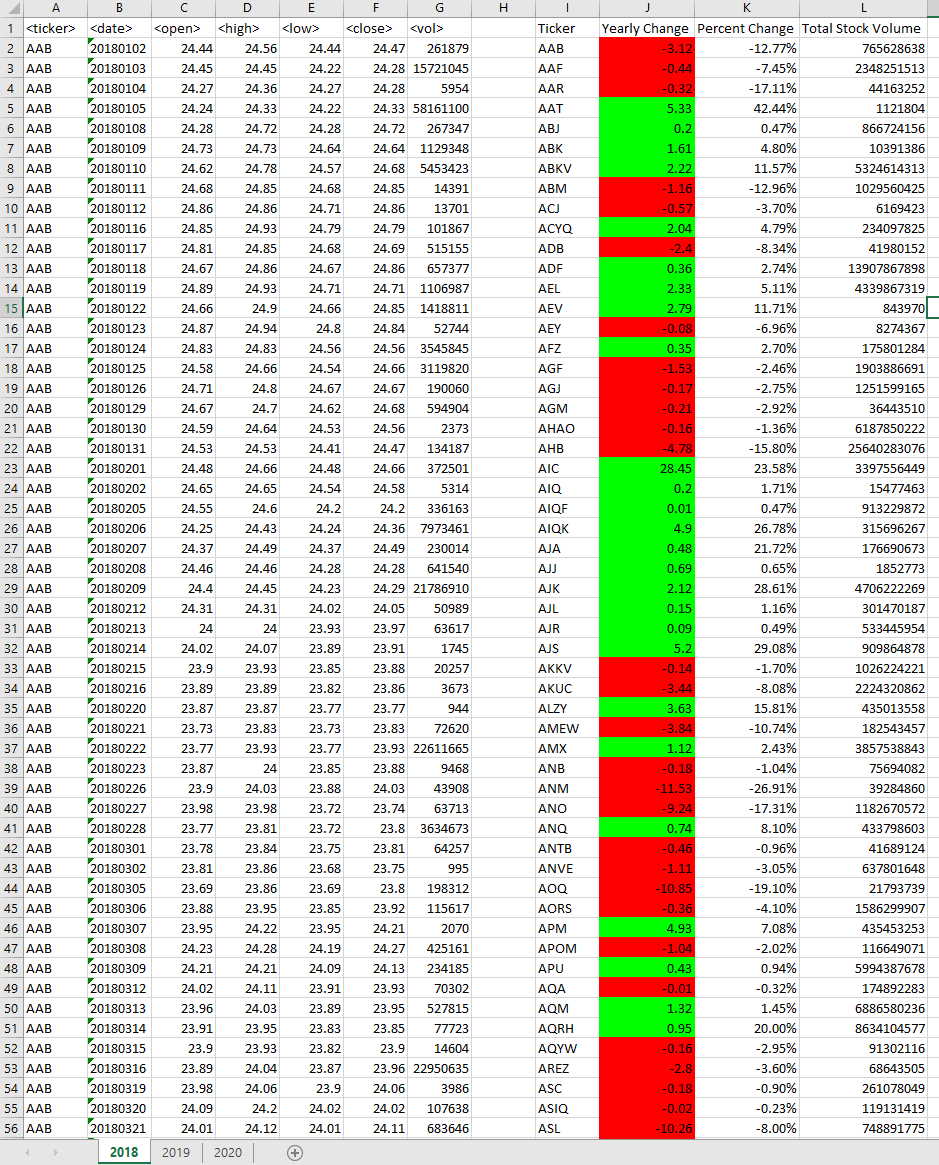 A B C D E F G H I J K L
1 <ticker> <date> <open> <high> <low> <close> <vol> Ticker Yearly Change Percent Change Total Stock Volume
2 AAB 20180102 24.44 24.56 24.44 24.47 261879 AAB -3.12 -12.77% 765628638
3 AAB 20180103 24.45 24.45 24.22 24.28 15721045 AAF -0.44 -7.45% 2348251513
4 AAB 20180104 24.27 24.36 24.27 24.28 5954 AAR -0.32 -17.11% 44163252
5 AAB 20180105 24.24 24.33 24.22 24.33 58161100 AAT 5.33 42.44% 1121804
6 AAB 20180108 24.28 24.72 24.28 24.72 267347 ABJ 0.2 0.47% 866724156
7 AAB 20180109 24.73 24.73 24.64 24.64 1129348 ABK 1.61 4.80% 10391386
8 AAB 20180110 24.62 24.78 24.57 24.68 5453423 ABKV 2.22 11.57% 5324614313
9 AAB 20180111 24.68 24.85 24.68 24.85 14391 ABM -1.16 -12.96% 1029560425
10 AAB 20180112 24.86 24.86 24.71 24.86 13701 ACJ -0.57 -3.70% 6169423
11 AAB 20180116 24.85 24.93 24.79 24.79 101867 ACYQ 2.04 4.79% 234097825
12 AAB 20180117 24.81 24.85 24.68 24.69 515155 ADB -2.4 -8.34% 41980152
13 AAB 20180118 24.67 24.86 24.67 24.86 657377 ADF 0.36 2.74% 13907867898
14 AAB 20180119 24.89 24.93 24.71 24.71 1106987 AEL 2.33 5.11% 4339867319
15 AAB 20180122 24.66 24.9 24.66 24.85 1418811 AEV 2.79 11.71% 843970
16 AAB 20180123 24.87 24.94 24.8 24.84 52744 AEY -0.08 -6.96% 8274367
17 AAB 20180124 24.83 24.83 24.56 24.56 3545845 AFZ 0.35 2.70% 175801284
18 AAB 20180125 24.58 24.66 24.54 24.66 3119820 AGF -1.53 -2.46% 1903886691
19 AAB 20180126 24.71 24.8 24.67 24.67 190060 AGJ -0.17 -2.75% 1251599165
20 AAB 20180129 24.67 24.7 24.62 24.68 594904 AGM -0.21 -2.92% 36443510
21 AAB 20180130 24.59 24.64 24.53 24.56 2373 AHAO -0.16 -1.36% 6187850222
22 AAB 20180131 24.53 24.53 24.41 24.47 134187 AHB -4.78 -15.80% 25640283076
23 AAB 20180201 24.48 24.66 24.48 24.66 372501 AIC 28.45 23.58% 3397556449
24 AAB 20180202 24.65 24.65 24.54 24.58 5314 AIQ 0.2 1.71% 15477463
25 AAB 20180205 24.55 24.6 24.2 24.2 336163 AIQF 0.01 0.47% 913229872
26 AAB 20180206 24.25 24.43 24.24 24.36 7973461 AIQK 4.9 26.78% 315696267
27 AAB 20180207 24.37 24.49 24.37 24.49 230014 AJA 0.48 21.72% 176690673
28 AAB 20180208 24.46 24.46 24.28 24.28 641540 AJJ 0.69 0.65% 1852773
29 AAB 20180209 24.4 24.45 24.23 24.29 21786910 AJK 2.12 28.61% 4706222269
30 AAB 20180212 24.31 24.31 24.02 24.05 50989 AJL 0.15 1.16% 301470187
31 AAB 20180213 24 24 23.93 23.97 63617 AJR 0.09 0.49% 533445954
32 AAB 20180214 24.02 24.07 23.89 23.91 1745 AJS 5.2 29.08% 909864878
33 AAB 20180215 23.9 23.93 23.85 23.88 20257 AKKV -0.14 -1.70% 1026224221
34 AAB 20180216 23.89 23.89 23.82 23.86 3673 AKUC -3.44 -8.08% 2224320862
35 AAB 20180220 23.87 23.87 23.77 23.77 944 ALZY 3.63 15.81% 435013558
36 AAB 20180221 23.73 23.83 23.73 23.83 72620 AMEW -3.84 -10.74% 182543457
37 AAB 20180222 23.77 23.93 23.77 23.93 22611665 AMX 1.12 2.43% 3857538843
38 AAB 20180223 23.87 24 23.85 23.88 9468 ANB -0.18 -1.04% 75694082
39 AAB 20180226 23.9 24.03 23.88 24.03 43908 ANM -11.53 -26.91% 39284860
40 AAB 20180227 23.98 23.98 23.72 23.74 63713 ANO -9.24 -17.31% 1182670572
41 AAB 20180228 23.77 23.81 23.72 23.8 3634673 ANQ 0.74 8.10% 433798603
42 AAB 20180301 23.78 23.84 23.75 23.81 64257 ANTB -0.46 -0.96% 41689124
43 AAB 20180302 23.81 23.86 23.68 23.75 995 ANVE -1.11 -3.05% 637801648
44 AAB 20180305 23.69 23.86 23.69 23.8 198312 AOQ -10.85 -19.10% 21793739
45 AAB 20180306 23.88 23.95 23.85 23.92 115617 AORS -0.36 -4.10% 1586299907
46 AAB 20180307 23.95 24.22 23.95 24.21 2070 APM 4.93 7.08% 435453253
47 AAB 20180308 24.23 24.28 24.19 24.27 425161 APOM -1.04 -2.02% 116649071
48 AAB 20180309 24.21 24.21 24.09 24.13 234185 APU 0.43 0.94% 5994387678
49 AAB 20180312 24.02 24.11 23.91 23.93 70302 AQA -0.01 -0.32% 174892283
50 AAB 20180313 23.96 24.03 23.89 23.95 527815 AQM 1.32 1.45% 6886580236
51 AAB 20180314 23.91 23.95 23.83 23.85 77723 AQRH 0.95 20.00% 8634104577
52 AAB 20180315 23.9 23.93 23.82 23.9 14604 AQYW -0.16 -2.95% 91302116
53 AAB 20180316 23.89 24.04 23.87 23.96 22950635 AREZ -2.8 -3.60% 68643505
54 AAB 20180319 23.98 24.06 23.9 24.06 3986 ASC -0.18 -0.90% 261078049
55 AAB 20180320 24.09 24.2 24.02 24.02 107638 ASIQ -0.02 -0.23% 119131419
56 AAB 20180321 24.01 24.12 24.01 24.11 683646 ASL -10.26 -8.00% 748891775
2018 2019 2020